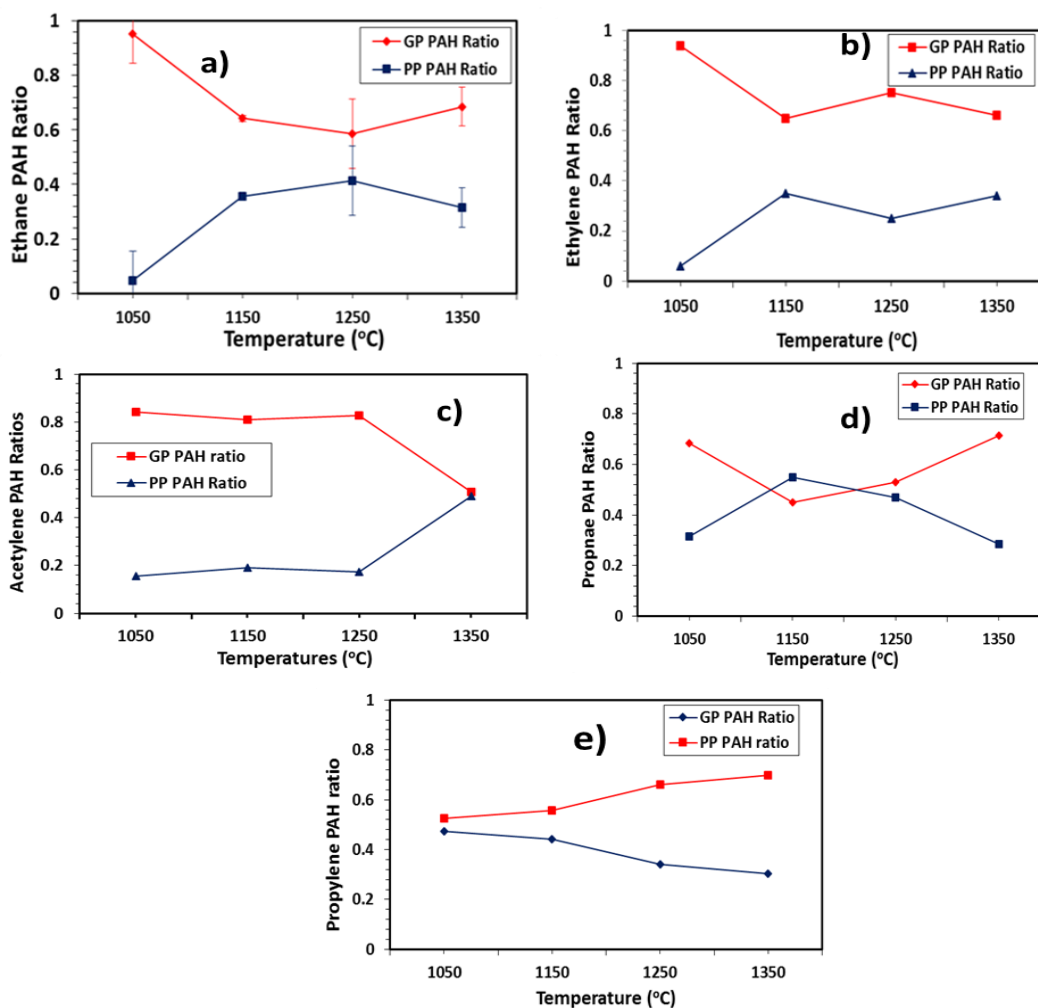 a)
GP PAH Ratio
PP PAH Ratio
Ethane PAH Ratio
1
0.8
0.6
0.4
0.2
0
1050 1150 1250 1350
Temperature (°C)
b)
GP PAH Ratio
PP PAH Ratio
Ethylene PAH Ratio
1
0.8
0.6
0.4
0.2
0
1050 1150 1250 1350
Temperature (°C)
c)
GP PAH ratio
PP PAH Ratio
Acetylene PAH Ratios
1
0.8
0.6
0.4
0.2
0
1050 1150 1250 1350
Temperatures (°C)
d)
GP PAH Ratio
PP PAH Ratio
Propnae PAH Ratio
1
0.8
0.6
0.4
0.2
0
1050 1150 1250 1350
Temperature (°C)
e)
GP PAH Ratio
PP PAH ratio
Propylene PAH ratio
1
0.8
0.6
0.4
0.2
0
1050 1150 1250 1350
Temperature (°C)